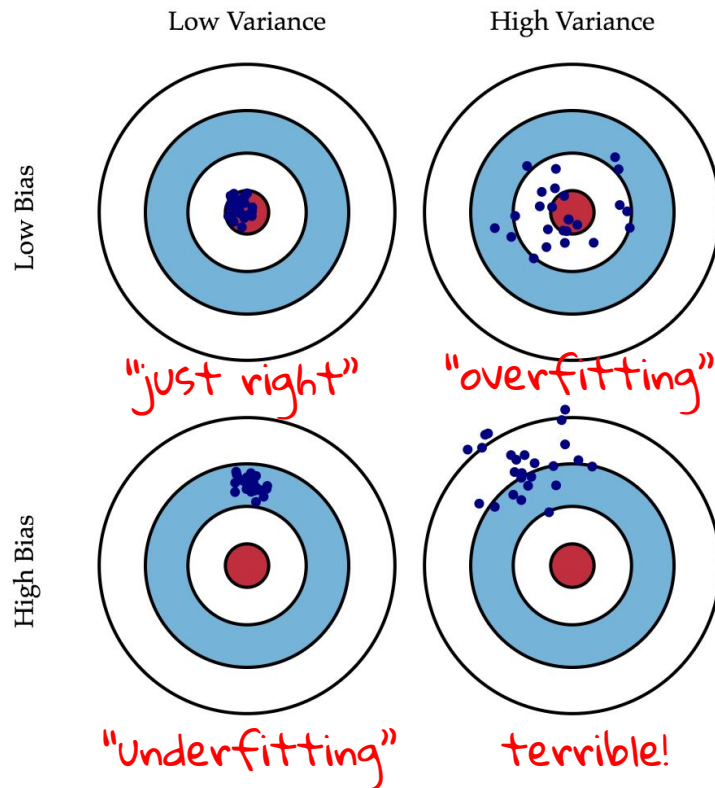 Low Variance
High Variance
Low Bias
"just right"
"overfitting"
High Bias
"underfitting"
terrible!